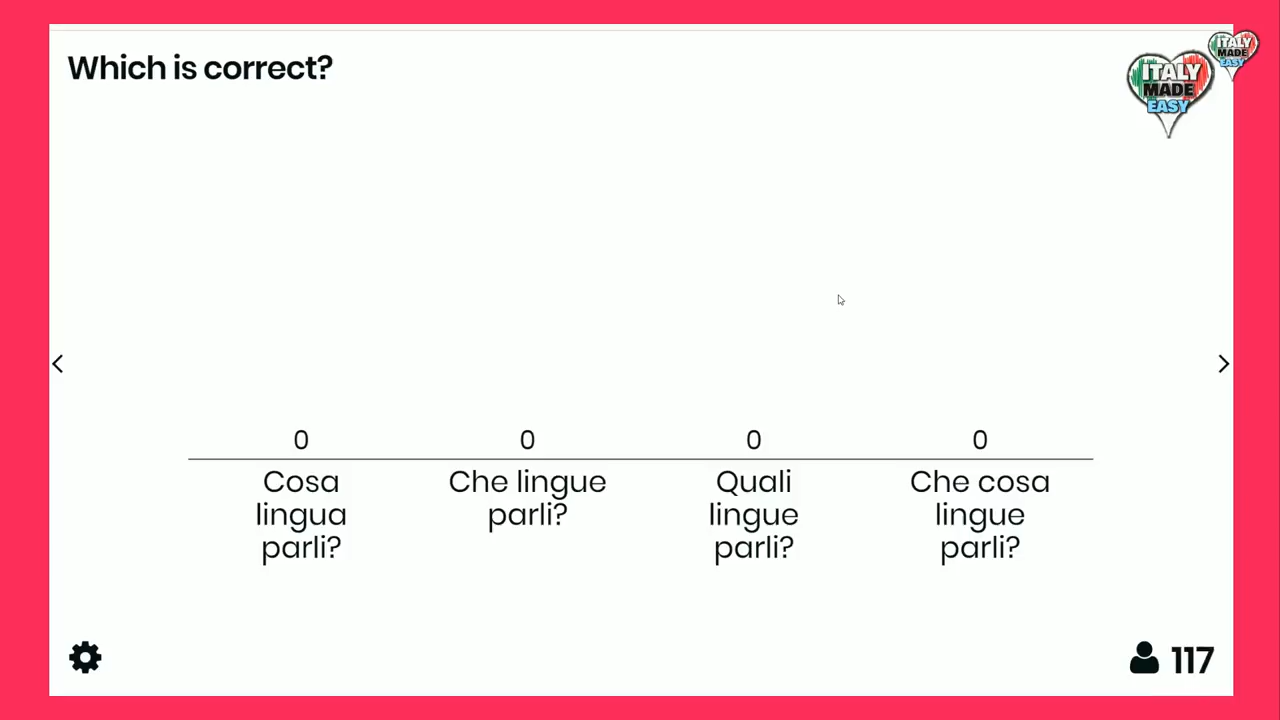 Which is correct?
ITALY
MADE
EASY
ITALY
MADE
EASY
0
0
0
0
Cosa
lingua
parli?
Che lingue
parli?
Quali
lingue
parli?
Che cosa
lingue
parli?
117